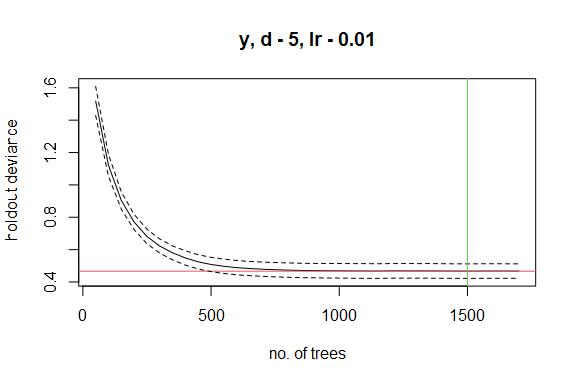 y, d - 5, lr - 0.01
holdout deviance
1.6
1.2
0.8
0.4
0
500
1000
1500
no. of trees